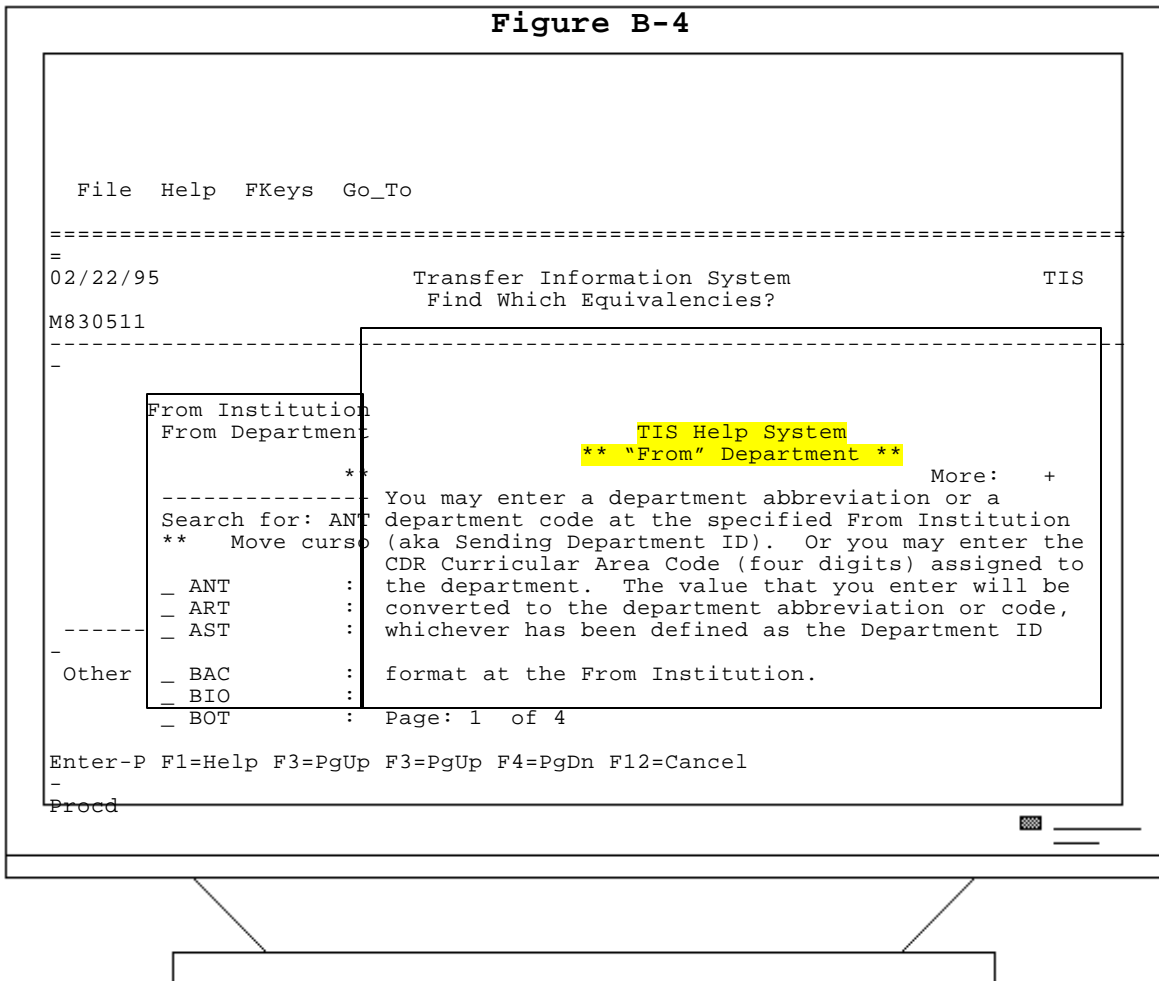 Figure B-4
File Help FKeys Go_To
=============================================================================
=
02/22/95 Transfer Information System TIS
Find Which Equivalencies?
M830511
-----------------------------------------------------------------------------
-
From Institution
From Department TIS Help System
** “From” Department **
** More: +
--------------- You may enter a department abbreviation or a
Search for: ANT department code at the specified From Institution
** Move curso (aka Sending Department ID). Or you may enter the
CDR Curricular Area Code (four digits) assigned to
_ ANT : the department. The value that you enter will be
_ ART : converted to the department abbreviation or code,
------ _ AST : whichever has been defined as the Department ID
-
Other _ BAC : format at the From Institution.
_ BIO :
_ BOT : Page: 1 of 4
Enter-P F1=Help F3=PgUp F3=PgUp F4=PgDn F12=Cancel
-
Procd